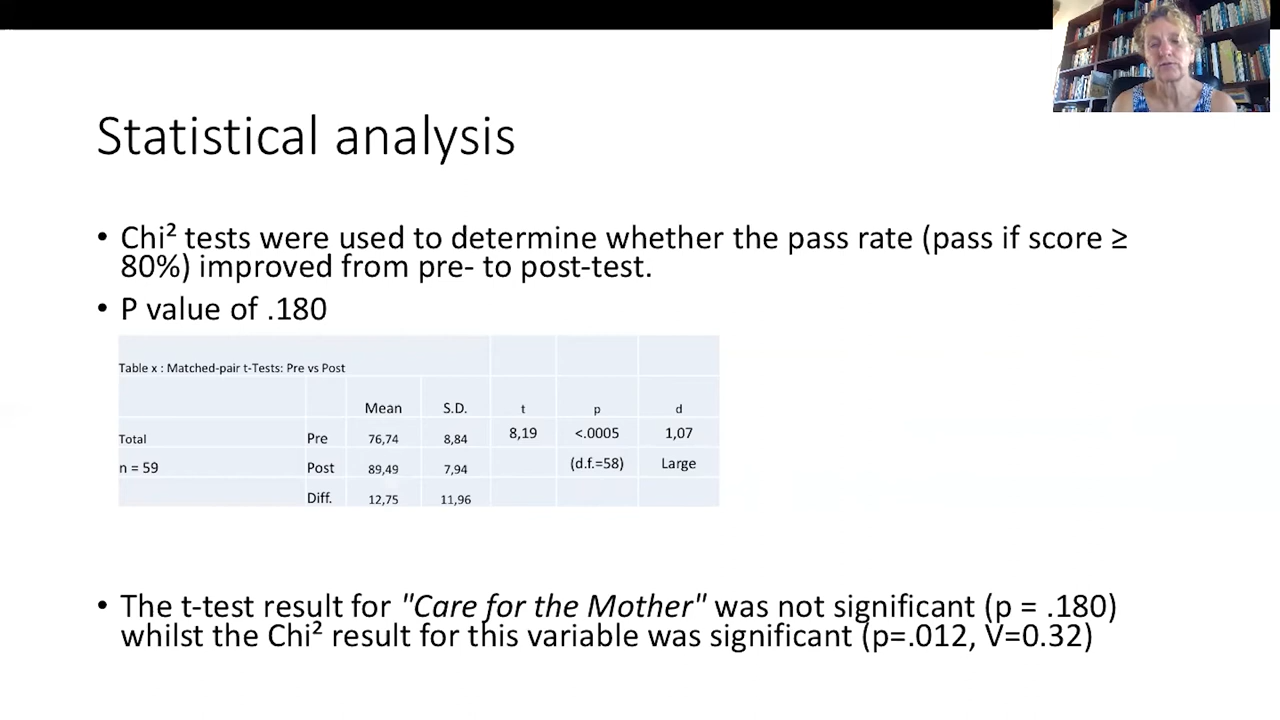 Statistical analysis
• Chi² tests were used to determine whether the pass rate (pass if score ≥
80%) improved from pre- to post-test.
• P value of .180
Table x : Matched-pair t-Tests: Pre vs Post
Mean S.D. t p d
Total Pre 76,74 8,84 8,19 <.0005 1,07
n = 59 Post 89,49 7,94 (d.f.=58) Large
Diff. 12,75 11,96
• The t-test result for "Care for the Mother" was not significant (p = .180)
whilst the Chi² result for this variable was significant (p=.012, V=0.32)